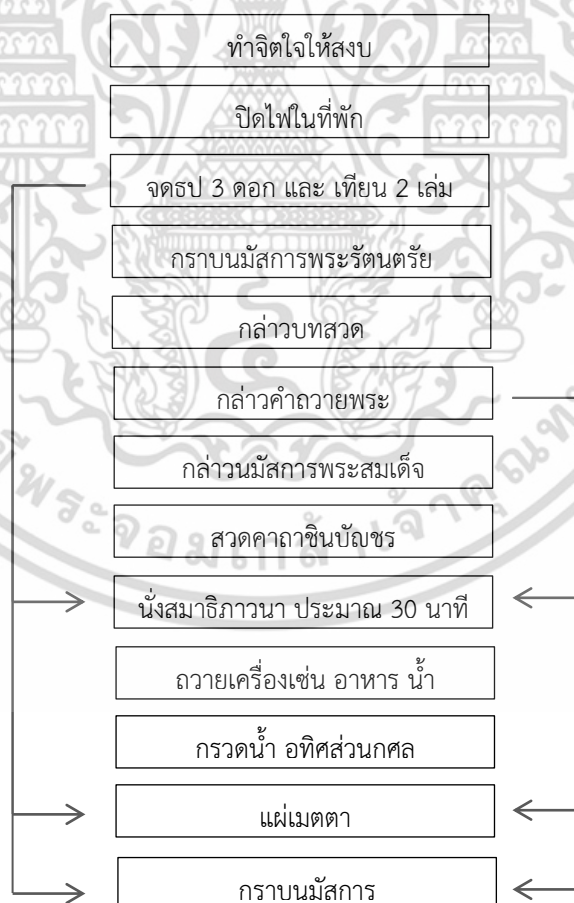 ทำจิตใจให้สงบ
ปิดไฟในที่พัก
จดธป 3 ดอก และ เทียน 2 เล่ม
กราบนมัสการพระรัตนตรัย
กล่าวบทสวด
กล่าวคำถวายพระ
กล่าวนมัสการพระสมเด็จ
สวดคาถาชินบัญชร
นั่งสมาธิภาวนา ประมาณ 30 นาที
ถวายเครื่องเซ่น อาหาร น้ำ
กรวดน้ำ อทิศส่วนกศล
แผ่เมตตา
กราบนมัสการ